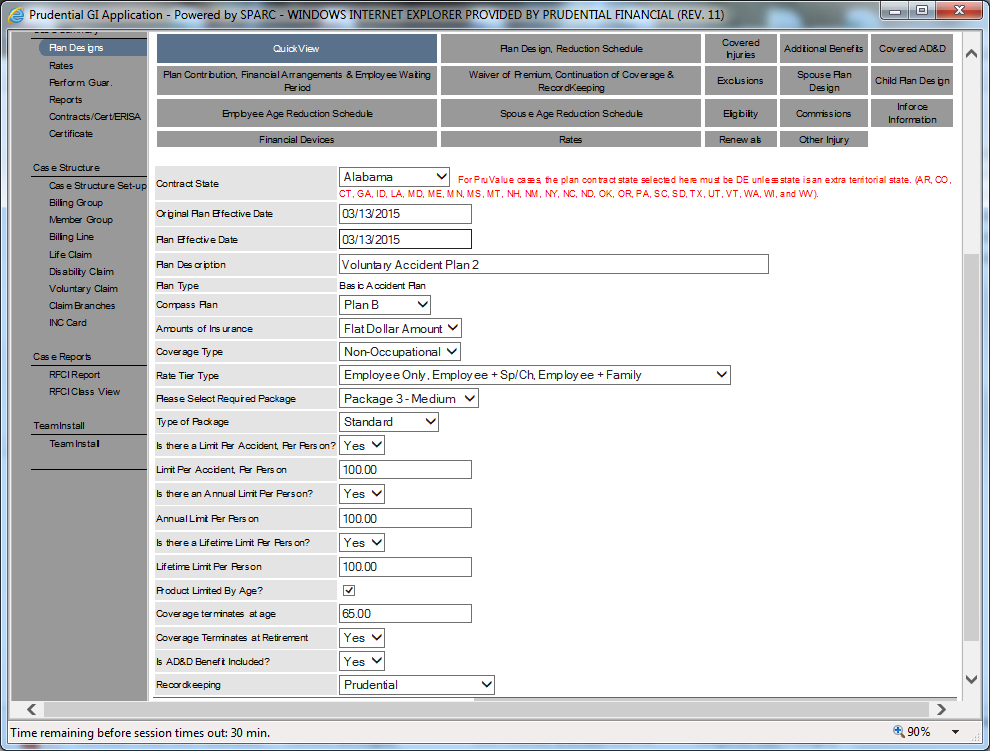 Prudential GI Application - Powered by SPARC - WINDOWS INTERNET EXPLORER PROVIDED BY PRUDENTIAL FINANCIAL (REV. 11)
Plan Designs
Rates
Perform Guar.
Reports
Contracts/Cert/ERISA
Certificate
Case Structure
Case Structure Set-up
Billing Group
Member Group
Billing Line
Life Claim
Disability Claim
Voluntary Claim
Claim Branches
INC Card
Case Reports
RFCI Report
RFCI Class View
TeamInstall
Team Install
QuickView
Plan Design, Reduction Schedule
Covered
Injuries
Additional Benefits
Covered AD&D
Plan Contribution, Financial Arrangements & Employee Waiting
Period
Waiver of Premium, Continuation of Coverage &
RecordKeeping
Exclusions
Spouse Plan
Design
Child Plan Design
Employee Age Reduction Schedule
Spouse Age Reduction Schedule
Eligibility
Commissions
Inforce
Information
Financial Devices
Rates
Renewals
Other Injury
Contract State
Alabama
For PruValue cases, the plan contract state selected here must be DE unless state is an extra territorial state. (AR, CO,
CT, GA, ID, LA, MD, ME, MN, MS, MT, NH, NM, NY, NC, ND, OK, OR, PA, SC, SD, TX, UT, VT, WA, WI, and WV).
Original Plan Effective Date
03/13/2015
Plan Effective Date
03/13/2015
Plan Description
Voluntary Accident Plan 2
Plan Type
Basic Accident Plan
Compass Plan
Plan B
Amounts of Insurance
Flat Dollar Amount
Coverage Type
Non-Occupational
Rate Tier Type
Employee Only, Employee + Sp/Ch, Employee + Family
Please Select Required Package
Package 3 - Medium
Type of Package
Standard
Is there a Limit Per Accident, Per Person?
Yes
Limit Per Accident, Per Person
100.00
Is there an Annual Limit Per Person?
Yes
Annual Limit Per Person
100.00
Is there a Lifetime Limit Per Person?
Yes
Lifetime Limit Per Person
100.00
Product Limited By Age?
Coverage terminates at age
65.00
Coverage Terminates at Retirement
Yes
Is AD&D Benefit Included?
Yes
Recordkeeping
Prudential
Time remaining before session times out: 30 min.
90%